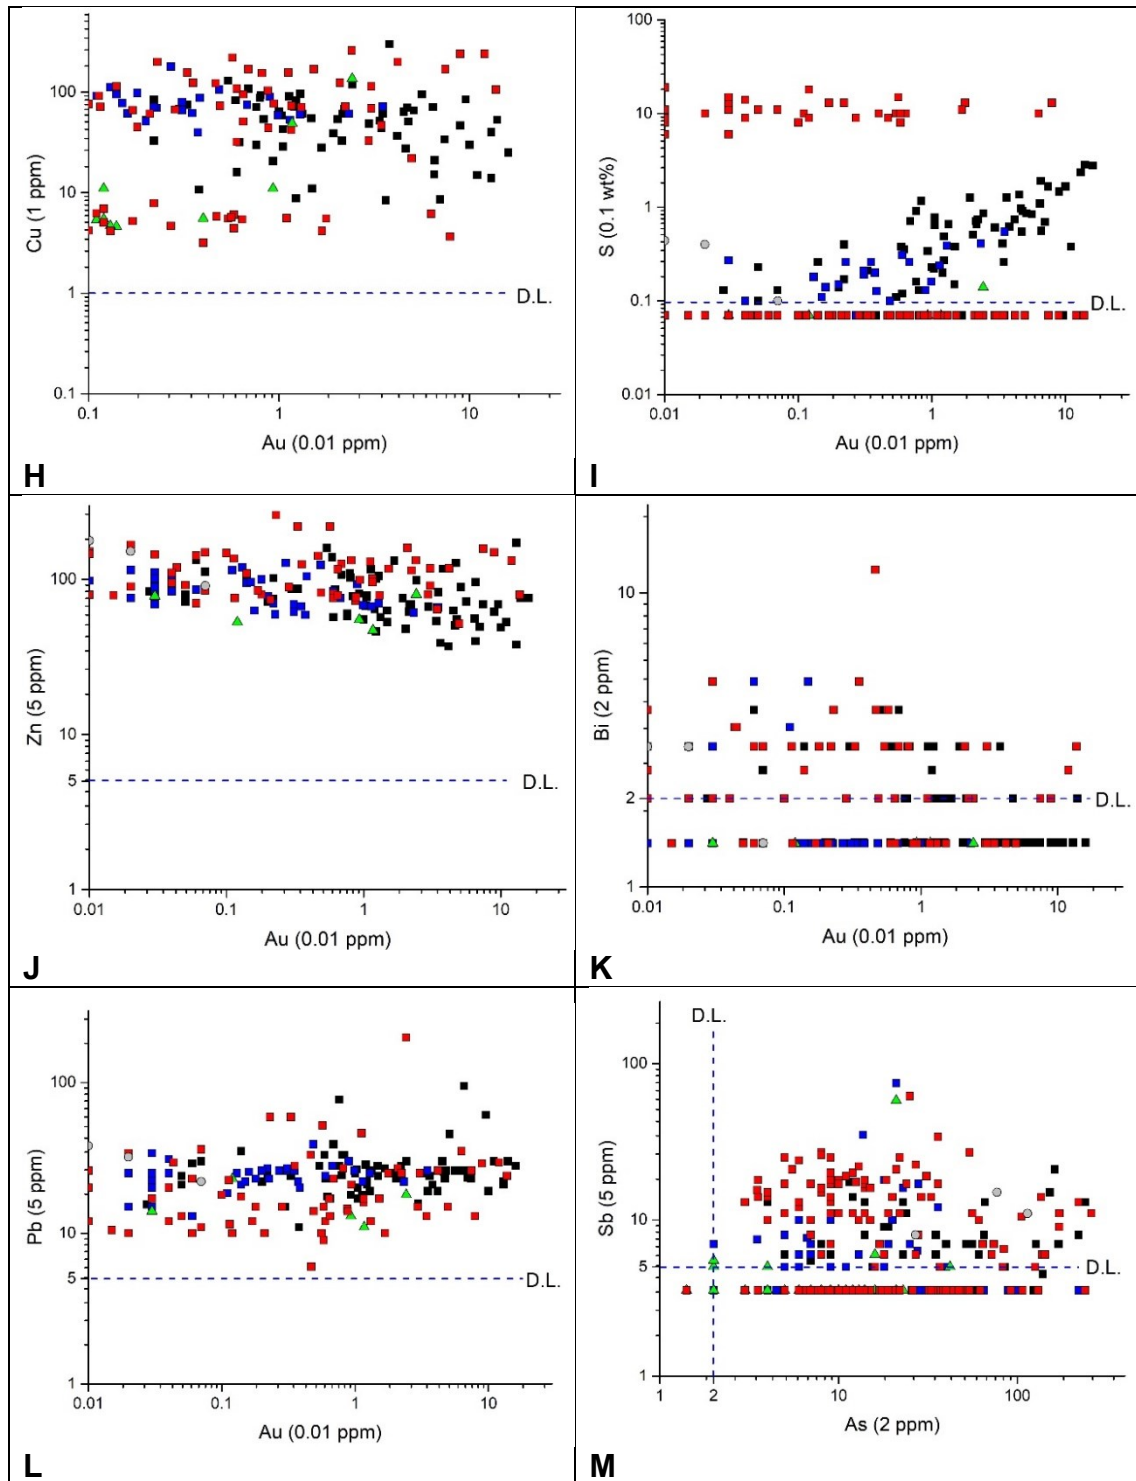 100
10
1
0.1
Cu (1 ppm)
D.L.
0.1
1
10
Au (0.01 ppm)
H
100
10
1
0.1
0.01
S (0.1 wt%)
D.L.
0.01
0.1
1
10
Au (0.01 ppm)
I
100
10
5
1
Zn (5 ppm)
D.L.
0.01
0.1
1
10
Au (0.01 ppm)
J
10
2
1
Bi (2 ppm)
D.L.
0.01
0.1
1
10
Au (0.01 ppm)
K
100
10
5
1
Pb (5 ppm)
D.L.
0.01
0.1
1
10
Au (0.01 ppm)
L
D.L.
100
10
5
1
Sb (5 ppm)
D.L.
1
2
10
100
As (2 ppm)
M